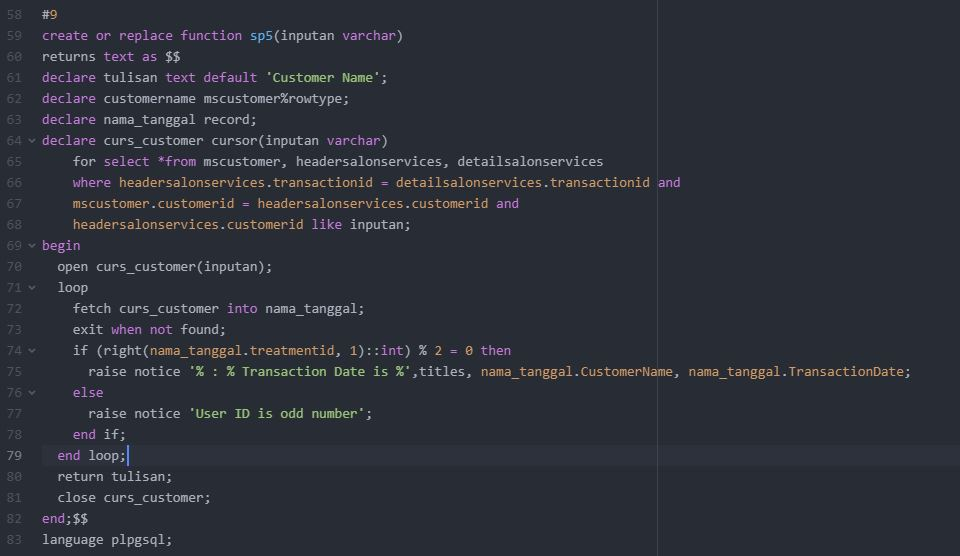 58 #9
59 create or replace function sp5(inputan varchar)
60 returns text as $$
61 declare tulisan text default 'Customer Name';
62 declare customername mscustomer%rowtype;
63 declare nama_tanggal record;
64 declare curs_customer cursor(inputan varchar)
65     for select *from mscustomer, headersalonservices, detailsalonservices
66     where headersalonservices.transactionid = detailsalonservices.transactionid and
67     mscustomer.customerid = headersalonservices.customerid and
68     headersalonservices.customerid like inputan;
69 begin
70   open curs_customer(inputan);
71   loop
72     fetch curs_customer into nama_tanggal;
73     exit when not found;
74     if (right(nama_tanggal.treatmentid, 1)::int) % 2 = 0 then
75       raise notice '% : % Transaction Date is %',titles, nama_tanggal.CustomerName, nama_tanggal.TransactionDate;
76     else
77       raise notice 'User ID is odd number';
78     end if;
79   end loop;
80   return tulisan;
81   close curs_customer;
82 end;$$
83 language plpgsql;